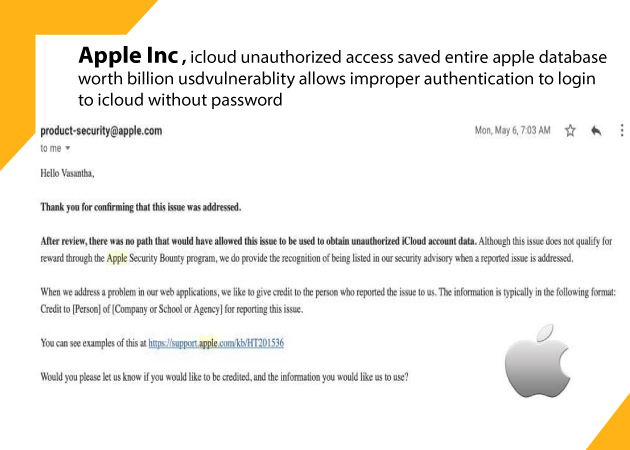 Apple Inc , icloud unauthorized access saved entire apple database
worth billion usdvulnerablity allows improper authentication to login
to icloud without password
product-security@apple.com
Mon, May 6, 7:03 AM
to me
Hello Vasantha,
Thank you for confirming that this issue was addressed.
After review, there was no path that would have allowed this issue to be used to obtain unauthorized iCloud account data. Although this issue does not qualify for
reward through the Apple Security Bounty program, we do provide the recognition of being listed in our security advisory when a reported issue is addressed.
When we address a problem in our web applications, we like to give credit to the person who reported the issue to us. The information is typically in the following format:
Credit to [Person] of [Company or School or Agency] for reporting this issue.
You can see examples of this at https://support.apple.com/kb/HT201536
Would you please let us know if you would like to be credited, and the information you would like us to use?